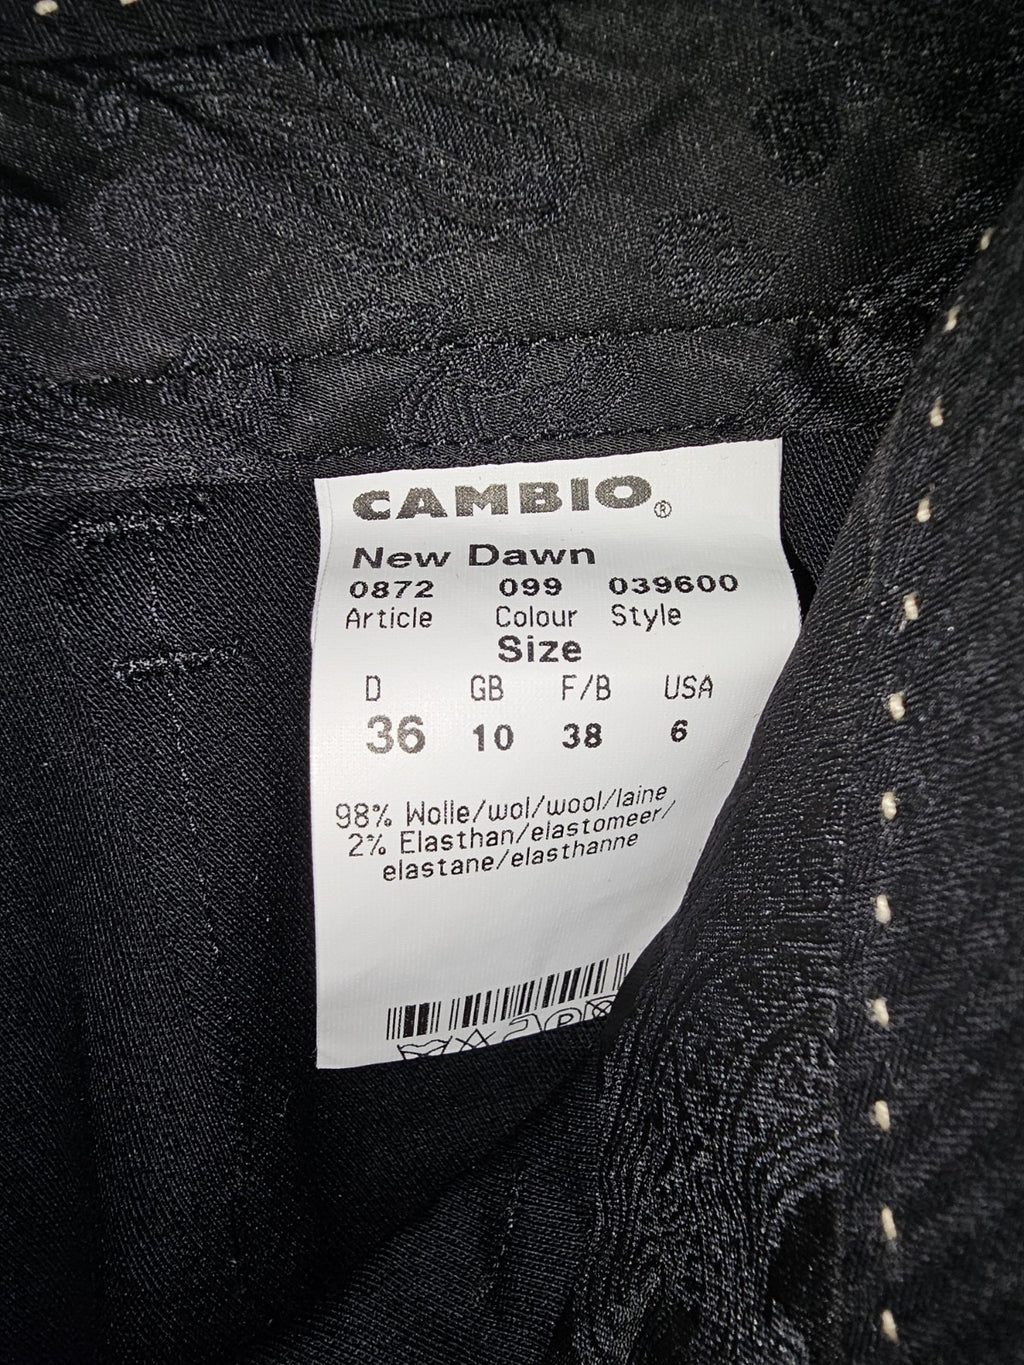 CAMBIO®
New Dawn
0872 099 039600
Article Colour Style
Size
D GB F/B USA
36 10 38 6
98% Wolle/wol/wool/laine
2% Elasthan/elastomeer/
elastane/elasthanne
P